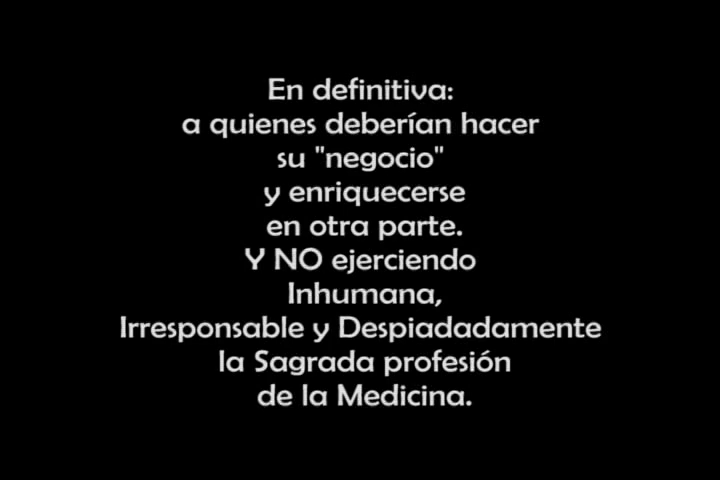 En definitiva:
a quienes deberían hacer
su "negocio"
y enriquecerse
en otra parte.
Y NO ejerciendo
Inhumana,
Irresponsable y Despiadadamente
la Sagrada profesión
de la Medicina.